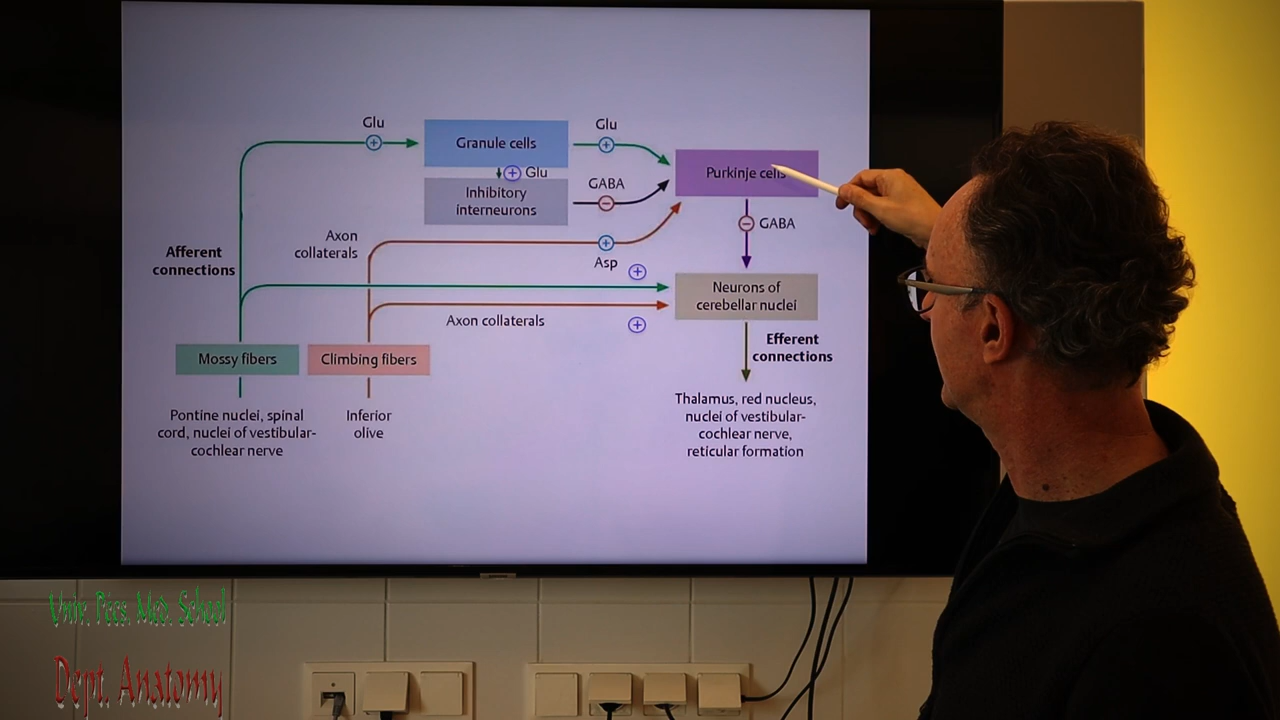 Glu
Granule cells
Glu
Glu
Inhibitory
interneurons
GABA
Purkinje cells
GABA
Afferent
connections
Axon
collaterals
Asp
Neurons of
cerebellar nuclei
Axon collaterals
Efferent
connections
Mossy fibers
Climbing fibers
Pontine nuclei, spinal
cord, nuclei of vestibular-
cochlear nerve
Inferior
olive
Thalamus, red nucleus,
nuclei of vestibular-
cochlear nerve,
reticular formation
Univ. Pecs. Med. School
Dept. Anatomy